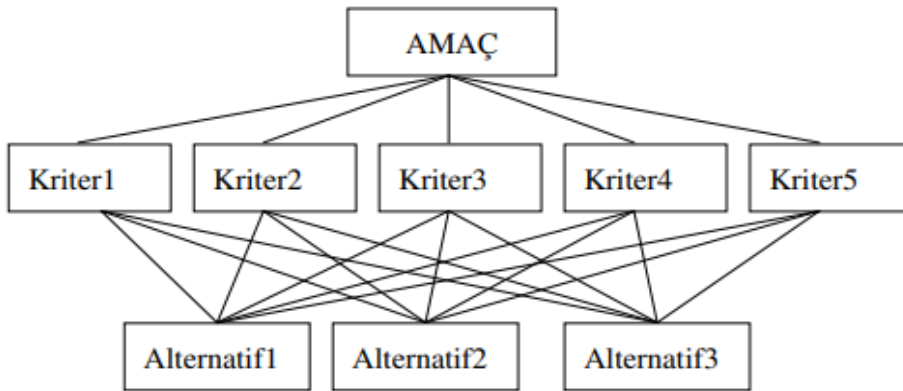 AMAÇ
Kriter1
Kriter2
Kriter3
Kriter4
Kriter5
Alternatif1
Alternatif2
Alternatif3